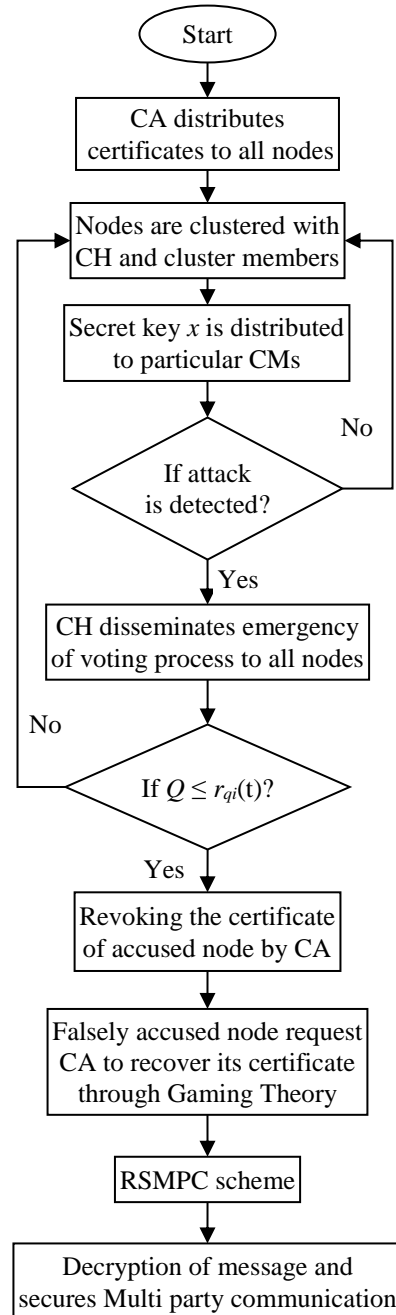 Start
CA distributes
certificates to all nodes
Nodes are clustered with
CH and cluster members
Secret key x is distributed
to particular CMs
No
If attack
is detected?
Yes
CH disseminates emergency
of voting process to all nodes
No
If Q ≤ r_{qi}(t)?
Yes
Revoking the certificate
of accused node by CA
Falsely accused node request
CA to recover its certificate
through Gaming Theory
RSMPC scheme
Decryption of message and
secures Multi party communication